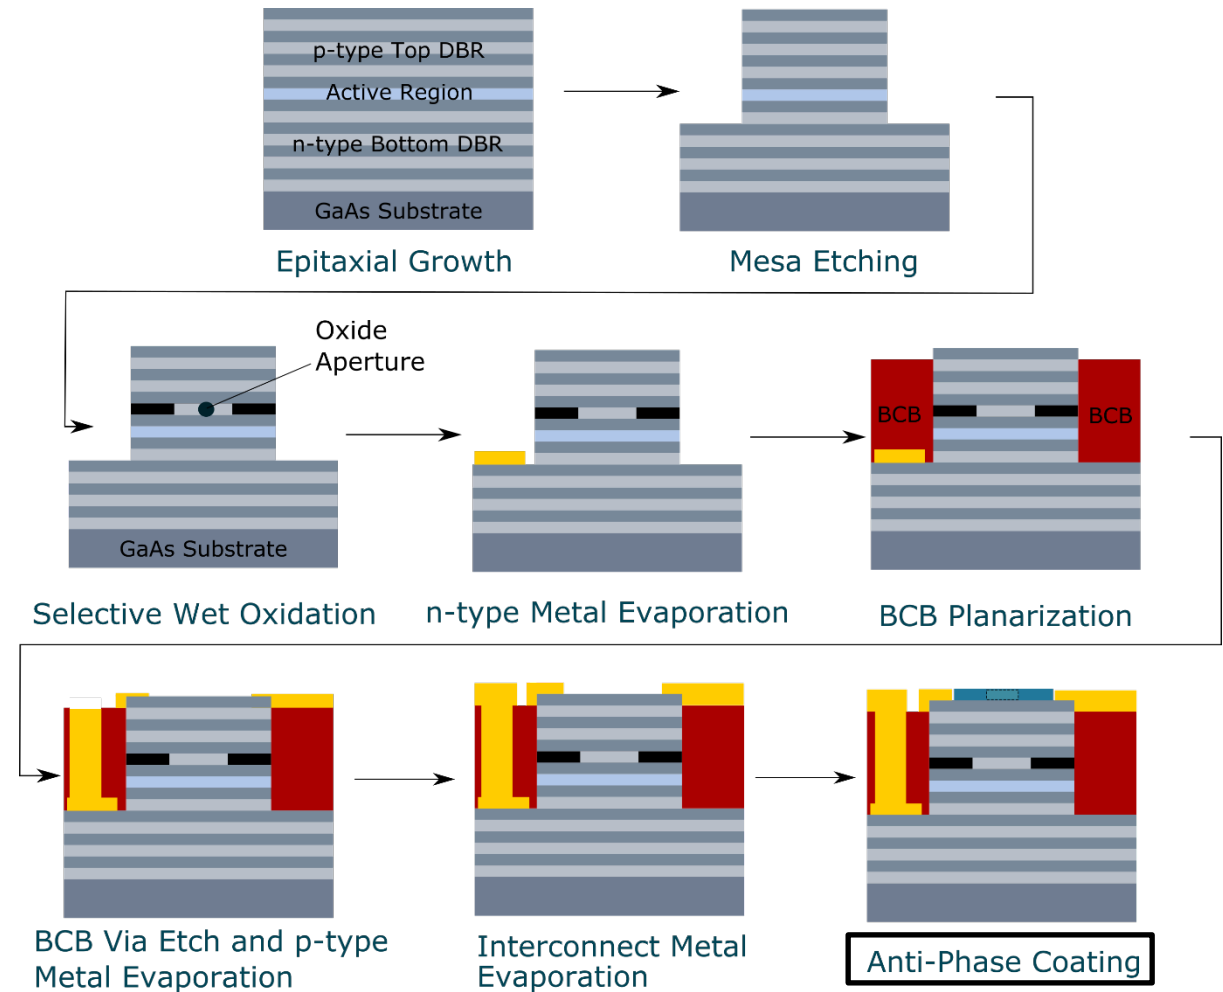 p-type Top DBR
Active Region
n-type Bottom DBR
GaAs Substrate
Epitaxial Growth
Mesa Etching
Oxide
Aperture
GaAs Substrate
Selective Wet Oxidation
n-type Metal Evaporation
BCB
BCB
BCB Planarization
BCB Via Etch and p-type
Metal Evaporation
Interconnect Metal
Evaporation
Anti-Phase Coating